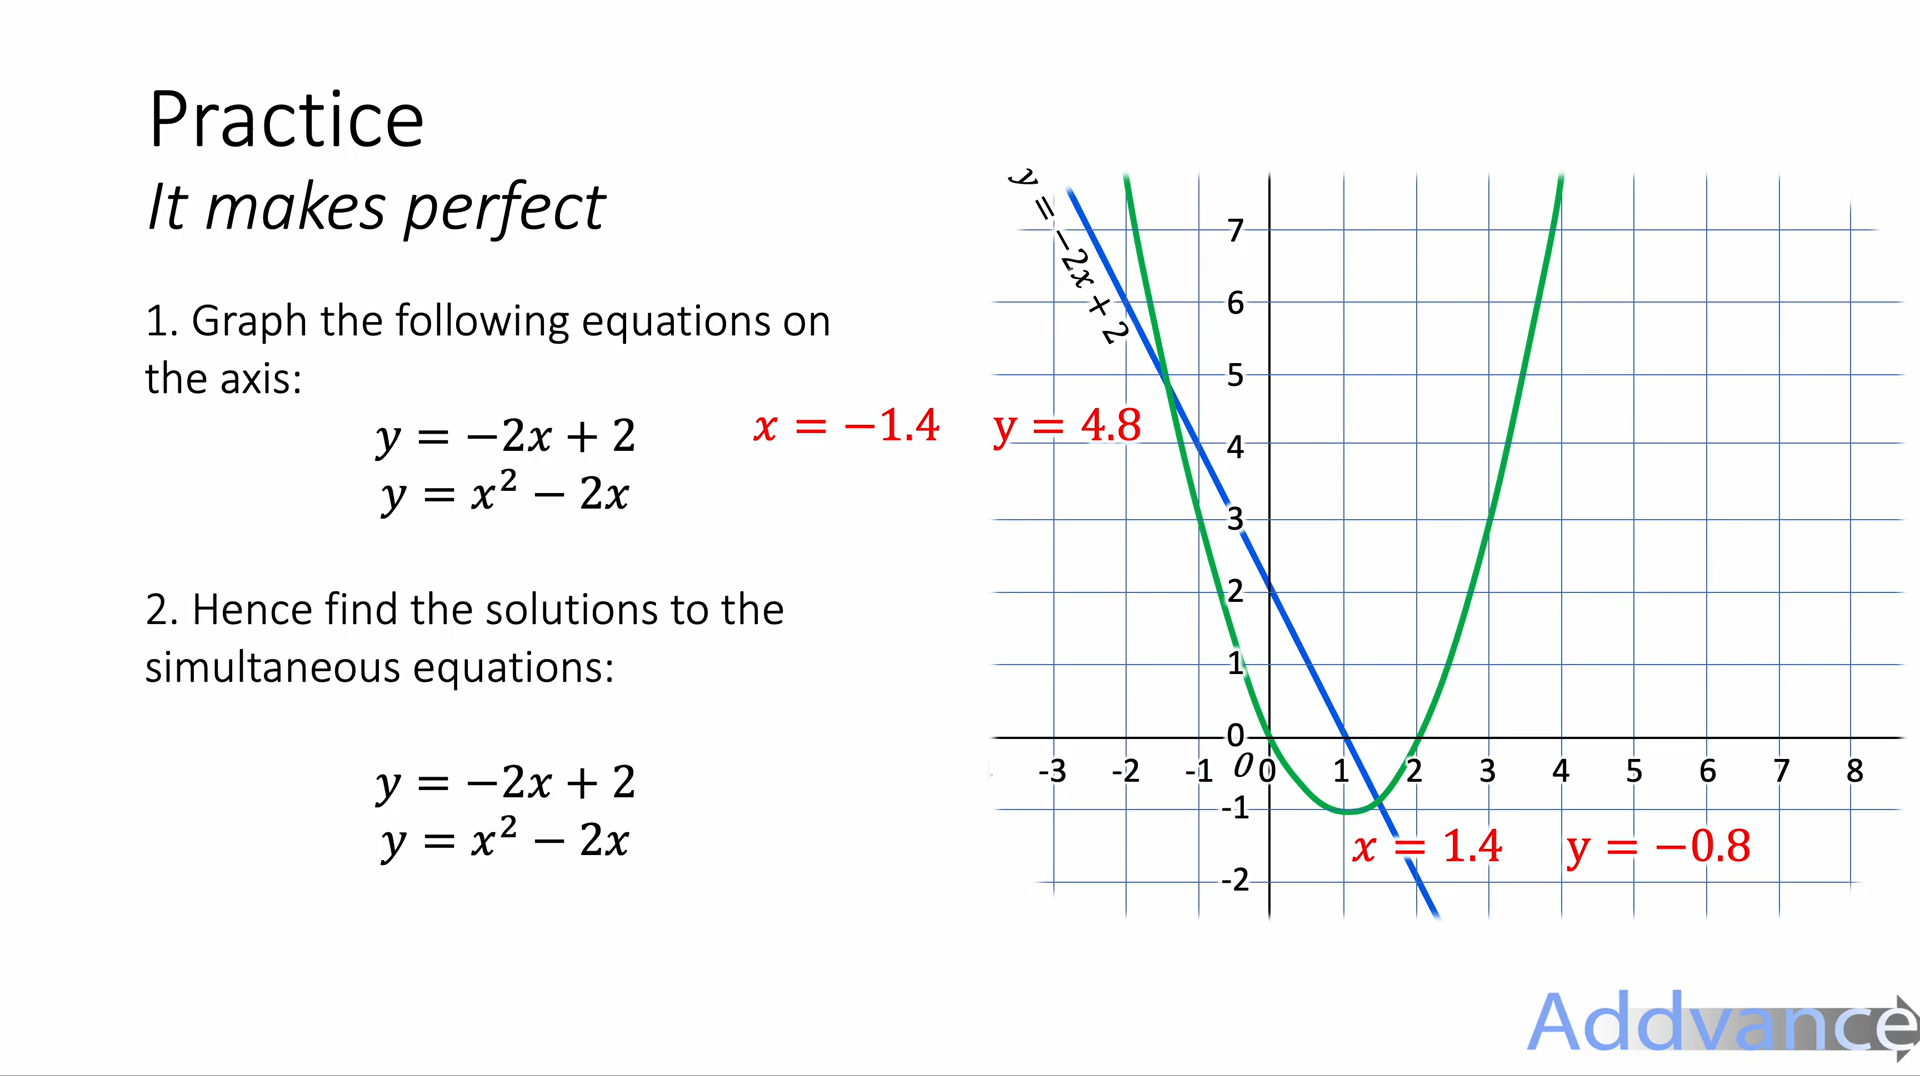 Practice
It makes perfect
1. Graph the following equations on
the axis:
y = −2x + 2
y = x² − 2x
2. Hence find the solutions to the
simultaneous equations:
y = −2x + 2
y = x² − 2x
x = −1.4 y = 4.8
y = −2x + 2
7
6
5
4
3
2
1
0
-3 -2 -1 O 0 1 2 3 4 5 6 7 8
-1
x = 1.4 y = −0.8
-2
Addvance